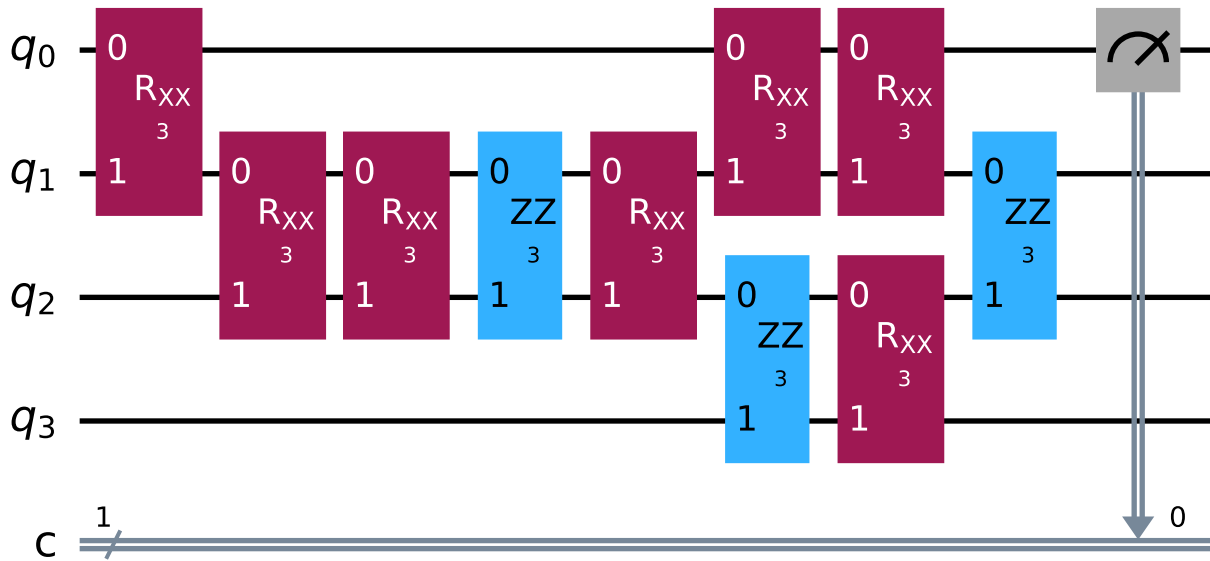 q0 0 0 0
RXX RXX RXX
3 3 3
q1 1 0 0 0 0 1 1 0
RXX RXX ZZ RXX ZZ
3 3 3 3 3
q2 1 1 1 1 0 0 1
ZZ RXX
3 3
q3 1 1
1 0
c